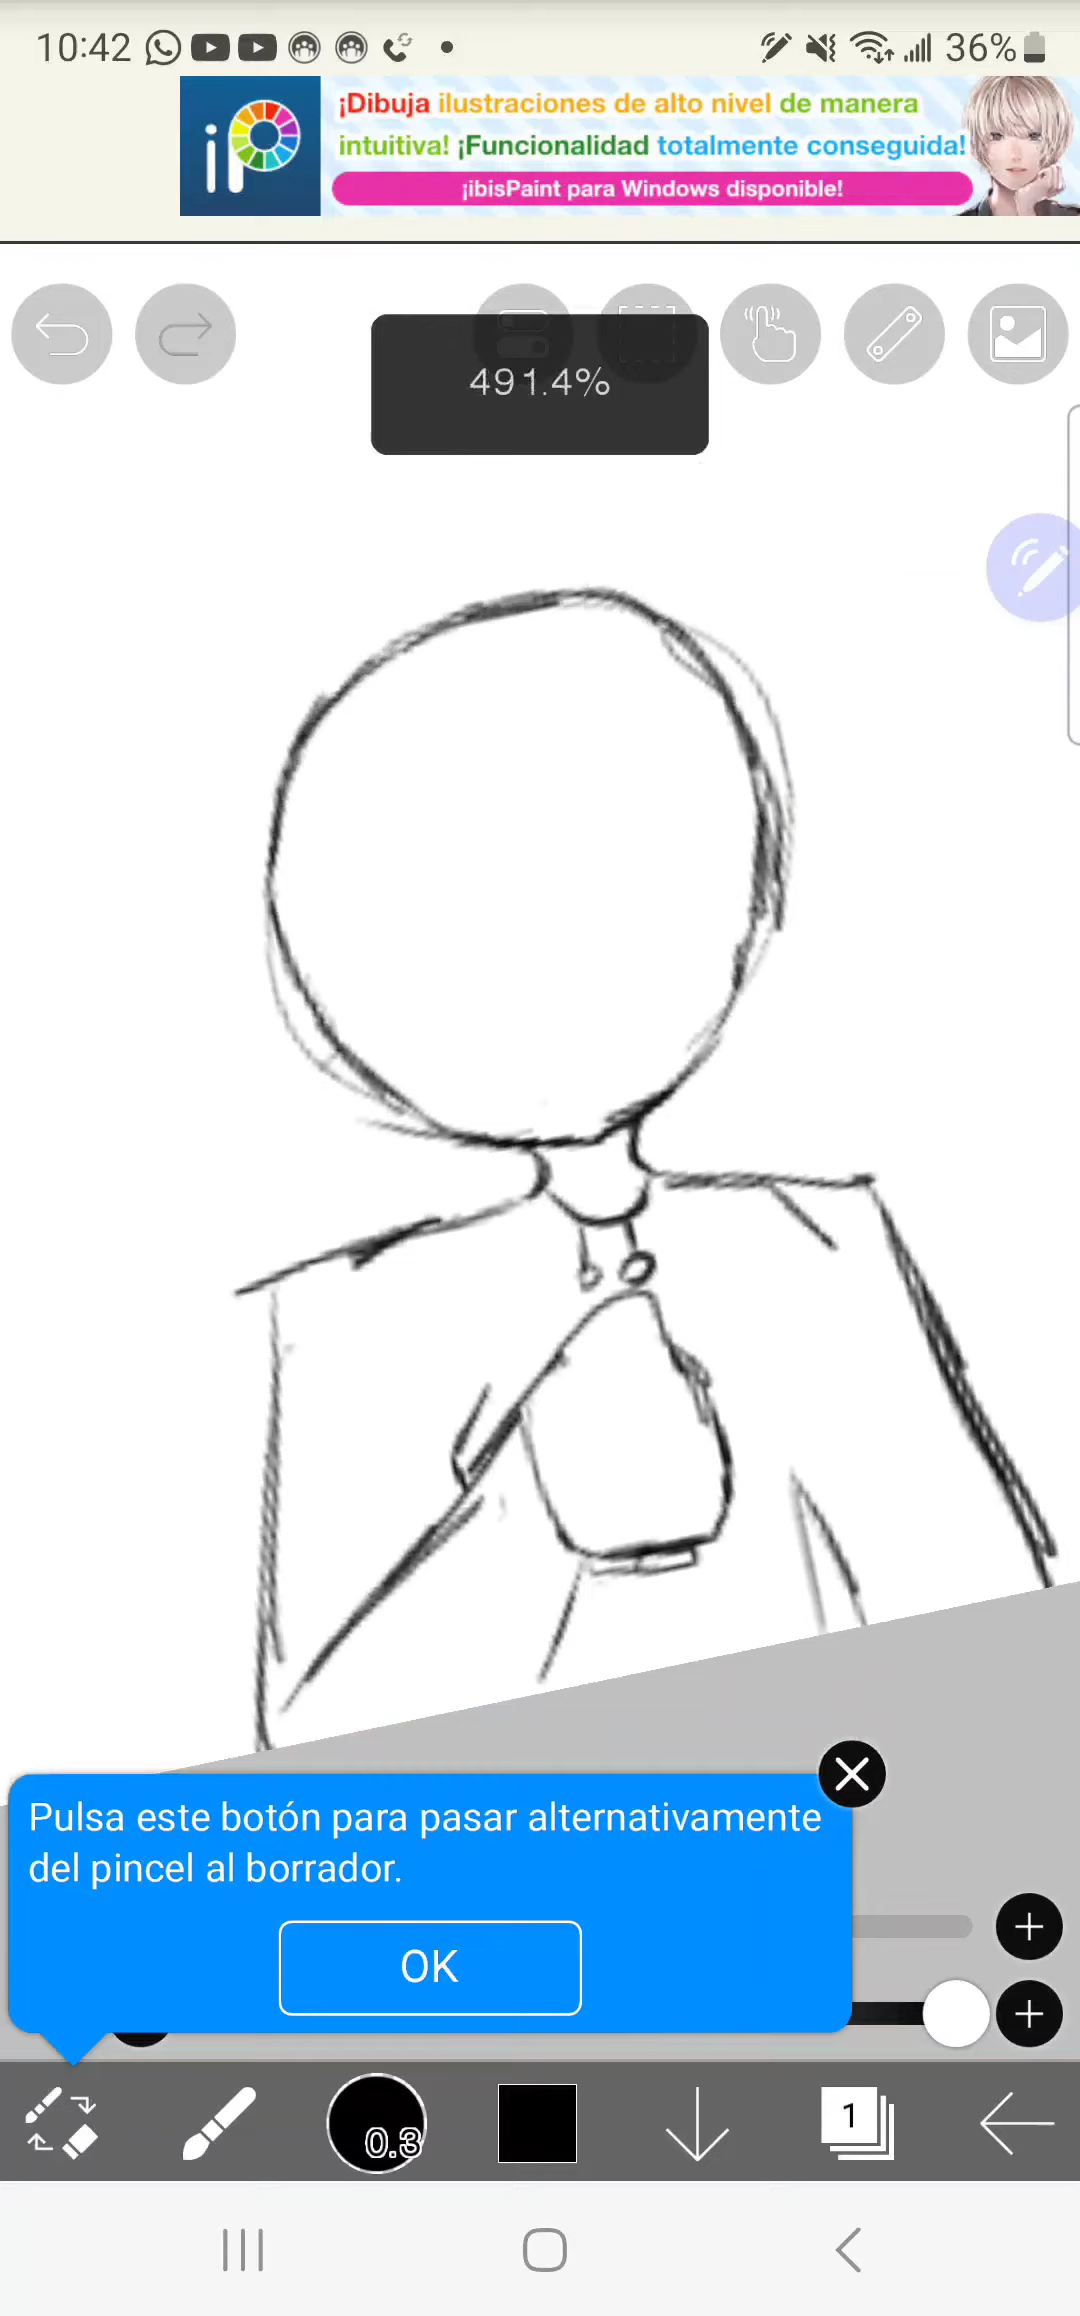 10:42
36%
iP
¡Dibuja ilustraciones de alto nivel de manera
intuitiva! ¡Funcionalidad totalmente conseguida!
¡ibisPaint para Windows disponible!
491.4%
Pulsa este botón para pasar alternativamente
del pincel al borrador.
OK
0.3
1